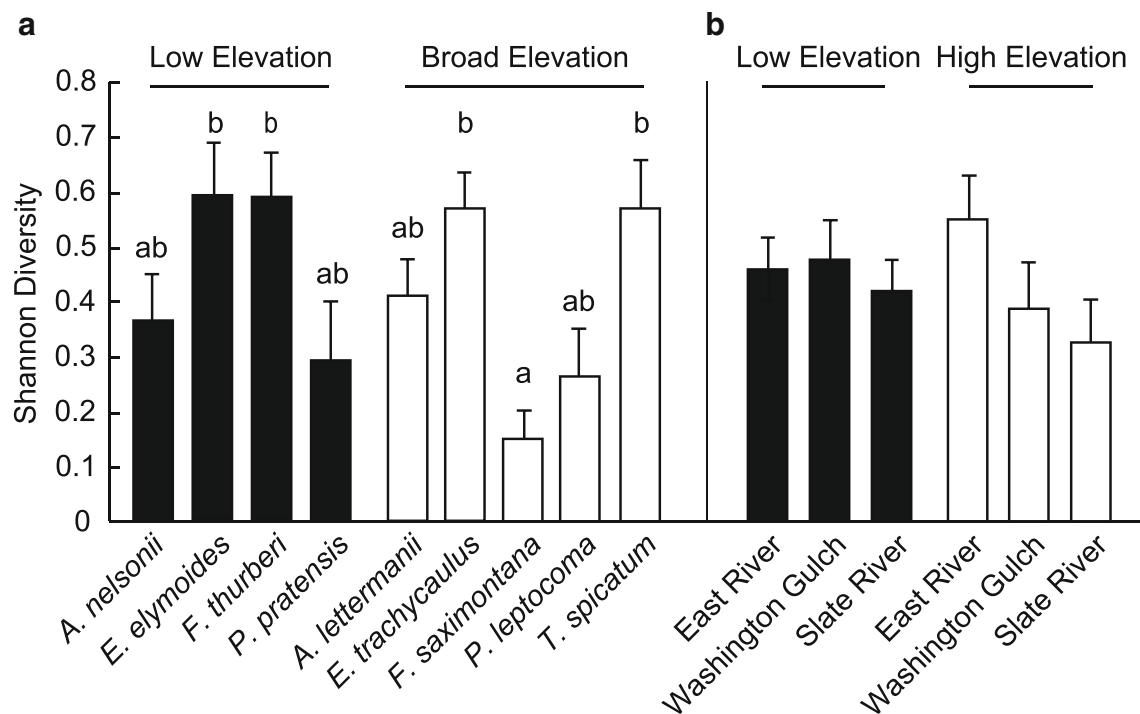 a
b
Low Elevation
Broad Elevation
Low Elevation
High Elevation
Shannon Diversity
0.8
0.7
0.6
0.5
0.4
0.3
0.2
0.1
0
ab
b
b
ab
ab
b
a
ab
b
A. nelsonii
E. elymoides
F. thurberi
P. pratensis
A. lettermanii
E. trachycaulus
F. saximontana
P. leptocoma
T. spicatum
East River
Washington Gulch
Slate River
East River
Washington Gulch
Slate River